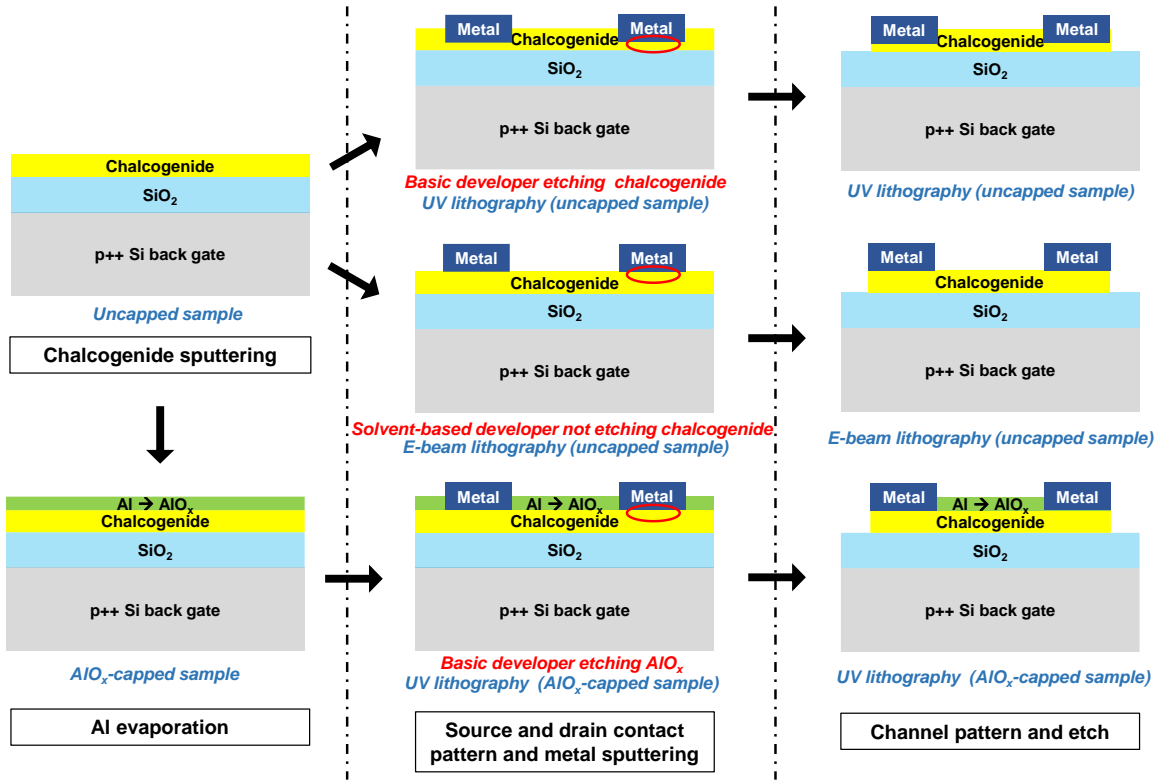 Chalcogenide
SiO₂
p++ Si back gate
Uncapped sample
Chalcogenide sputtering
Al → AlOₓ
Chalcogenide
SiO₂
p++ Si back gate
AlOₓ-capped sample
Al evaporation
Metal
Metal
Chalcogenide
SiO₂
p++ Si back gate
Basic developer etching chalcogenide
UV lithography (uncapped sample)
Metal
Metal
Chalcogenide
SiO₂
p++ Si back gate
Solvent-based developer not etching chalcogenide
E-beam lithography (uncapped sample)
Metal
Al → AlOₓ
Metal
Chalcogenide
SiO₂
p++ Si back gate
Basic developer etching AlOₓ
UV lithography (AlOₓ-capped sample)
Source and drain contact
pattern and metal sputtering
Metal
Metal
Chalcogenide
SiO₂
p++ Si back gate
UV lithography (uncapped sample)
Metal
Metal
Chalcogenide
SiO₂
p++ Si back gate
E-beam lithography (uncapped sample)
Metal
Al → AlOₓ
Metal
Chalcogenide
SiO₂
p++ Si back gate
UV lithography (AlOₓ-capped sample)
Channel pattern and etch